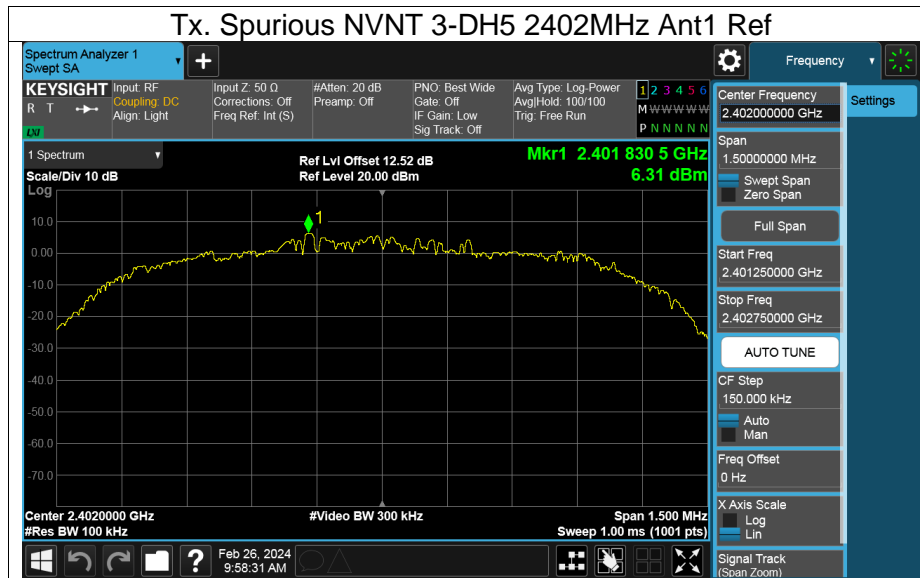 Tx. Spurious NVNT 3-DH5 2402MHz Ant1 Ref
Spectrum Analyzer 1
Swept SA
+
Frequency
KEYSIGHT
R T
LXI
Input: RF
Coupling: DC
Align: Light
Input Z: 50 Ω
Corrections: Off
Freq Ref: Int (S)
#Atten: 20 dB
Preamp: Off
PNO: Best Wide
Gate: Off
IF Gain: Low
Sig Track: Off
Avg Type: Log-Power
Avg|Hold: 100/100
Trig: Free Run
1 2 3 4 5 6
M W W W W W
P N N N N N
Center Frequency
2.402000000 GHz
Settings
1 Spectrum
Scale/Div 10 dB
Log
Ref Lvl Offset 12.52 dB
Ref Level 20.00 dBm
Mkr1 2.401 830 5 GHz
6.31 dBm
Span
1.50000000 MHz
Swept Span
Zero Span
Full Span
Start Freq
2.401250000 GHz
Stop Freq
2.402750000 GHz
AUTO TUNE
CF Step
150.000 kHz
Auto
Man
Freq Offset
0 Hz
X Axis Scale
Log
Lin
Signal Track
(Span Zoom)
1
10.0
0.00
-10.0
-20.0
-30.0
-40.0
-50.0
-60.0
-70.0
Center 2.4020000 GHz
#Video BW 300 kHz
Span 1.500 MHz
#Res BW 100 kHz
Sweep 1.00 ms (1001 pts)
?
Feb 26, 2024
9:58:31 AM